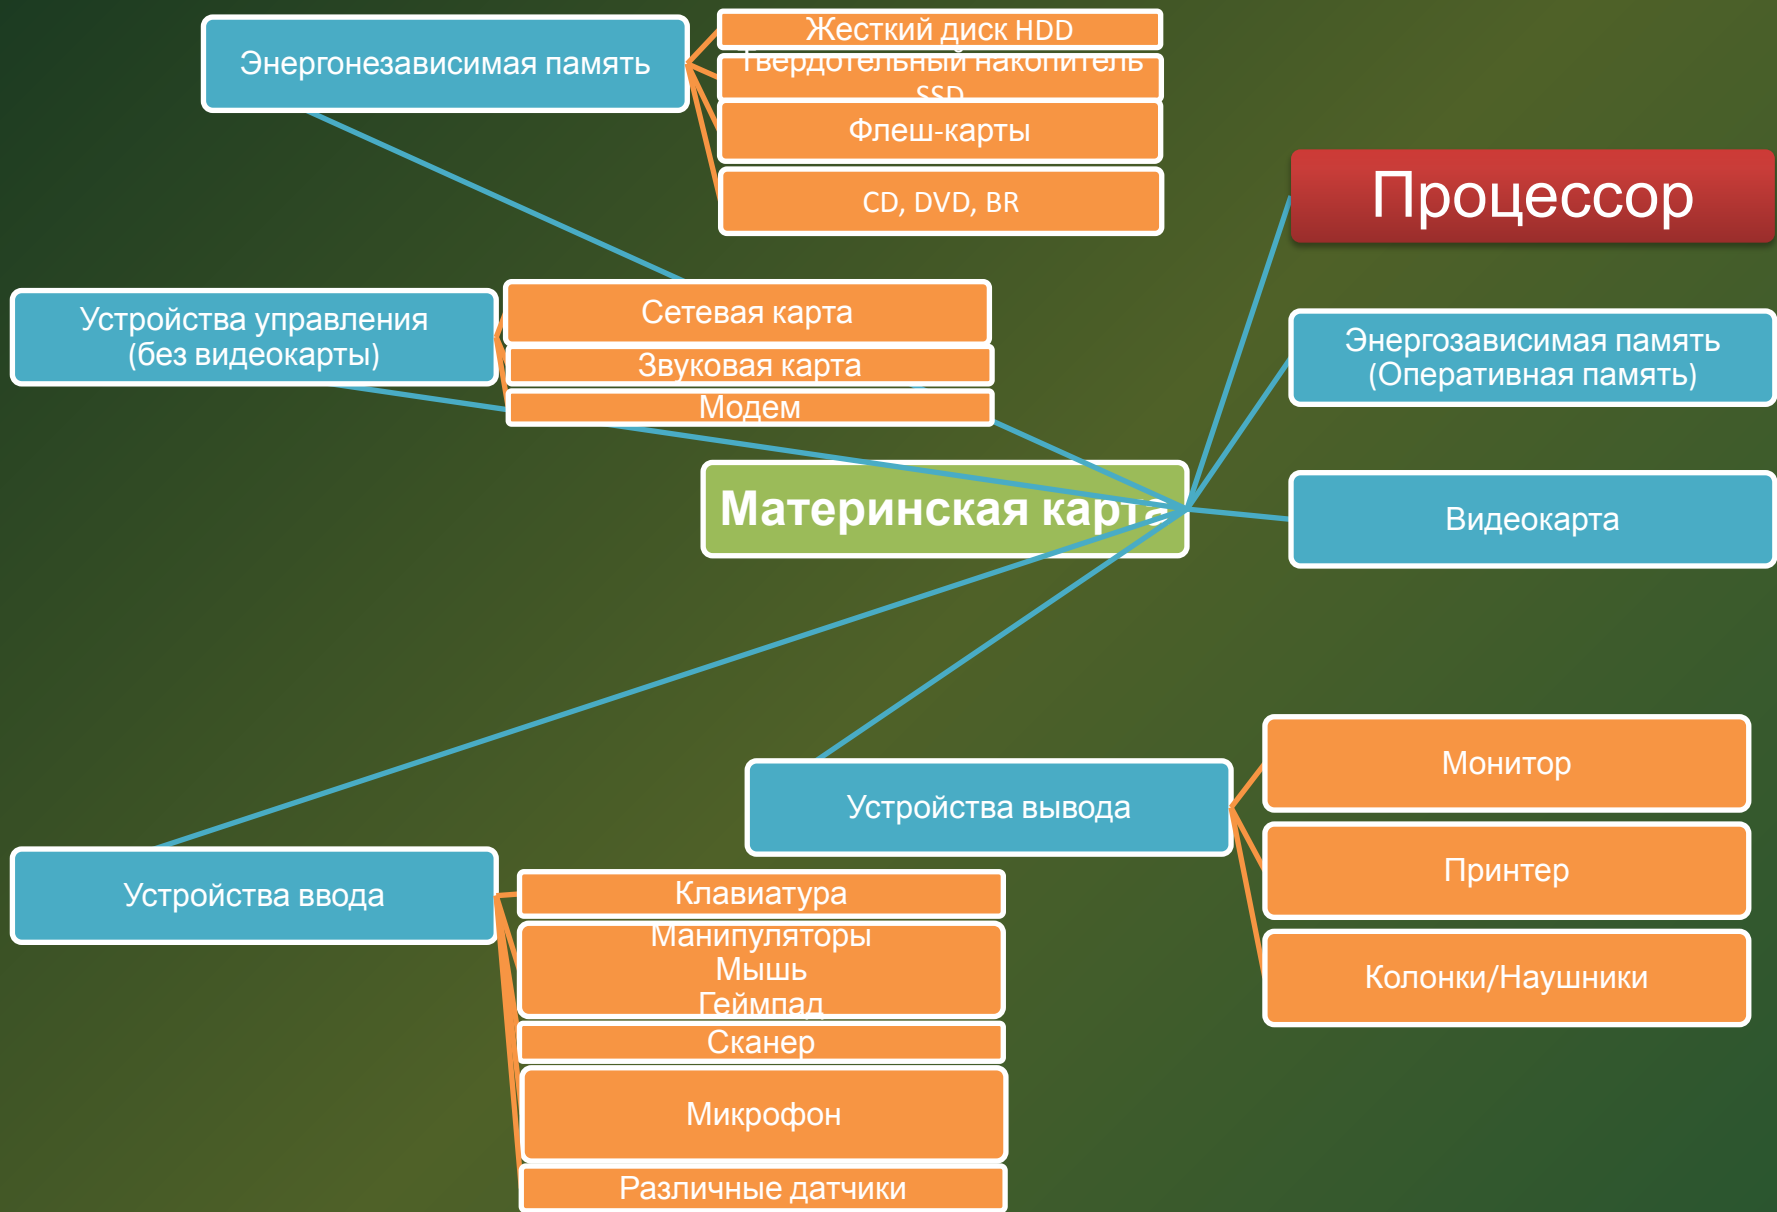 Энергонезависимая память
Жесткий диск HDD
Твердотельный накопитель
SSD
Флеш-карты
CD, DVD, BR
Процессор
Устройства управления
(без видеокарты)
Сетевая карта
Звуковая карта
Модем
Энергозависимая память
(Оперативная память)
Материнская карта
Видеокарта
Устройства вывода
Монитор
Принтер
Колонки/Наушники
Устройства ввода
Клавиатура
Манипуляторы
Мышь
Геймпад
Сканер
Микрофон
Различные датчики